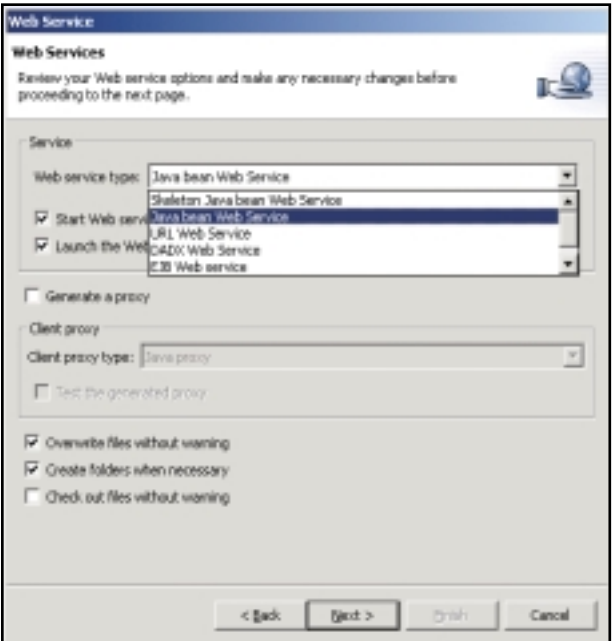 Web Service
Web Services
Review your Web service options and make any necessary changes before
proceeding to the next page.
Service
Web service type: Java bean Web Service
Skeleton Java bean Web Service
Start Web serv
Java bean Web Service
URL Web Service
Launch the Web
DADX Web Service
EJB Web service
Generate a proxy
Client proxy
Client proxy type: Java proxy
Test the generated proxy
Overwrite files without warning
Create folders when necessary
Check out files without warning
< Back Next > Finish Cancel